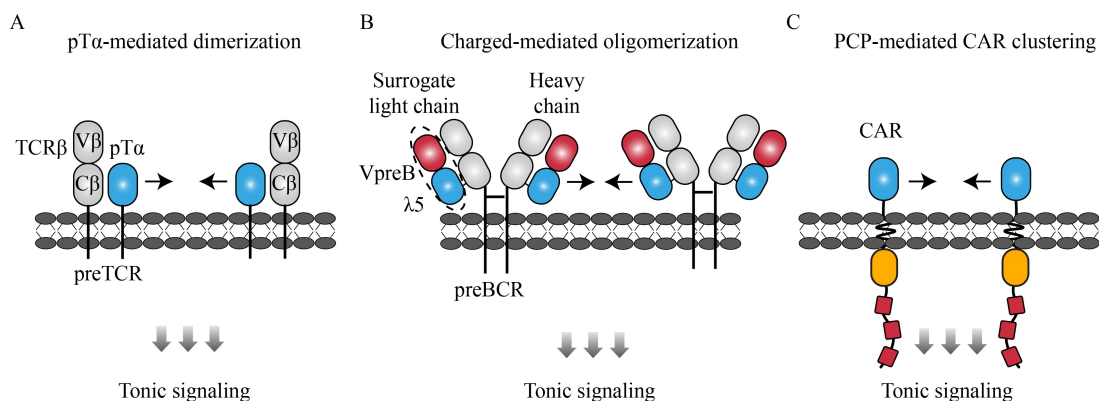 A
pTα-mediated dimerization
TCRβ
Vβ
Cβ
pTα
Vβ
Cβ
preTCR
Tonic signaling
B
Charged-mediated oligomerization
Surrogate
light chain
Heavy
chain
VpreB
λ5
preBCR
Tonic signaling
C
PCP-mediated CAR clustering
CAR
Tonic signaling